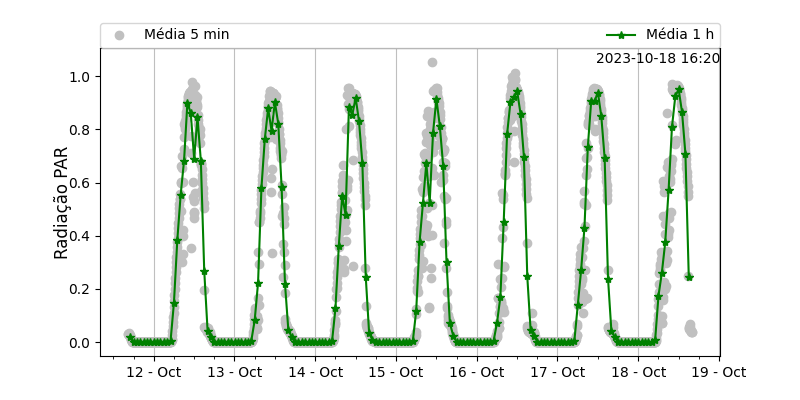 Média 5 min
Média 1 h
2023-10-18 16:20
Radiação PAR
1.0
0.8
0.6
0.4
0.2
0.0
12 - Oct
13 - Oct
14 - Oct
15 - Oct
16 - Oct
17 - Oct
18 - Oct
19 - Oct